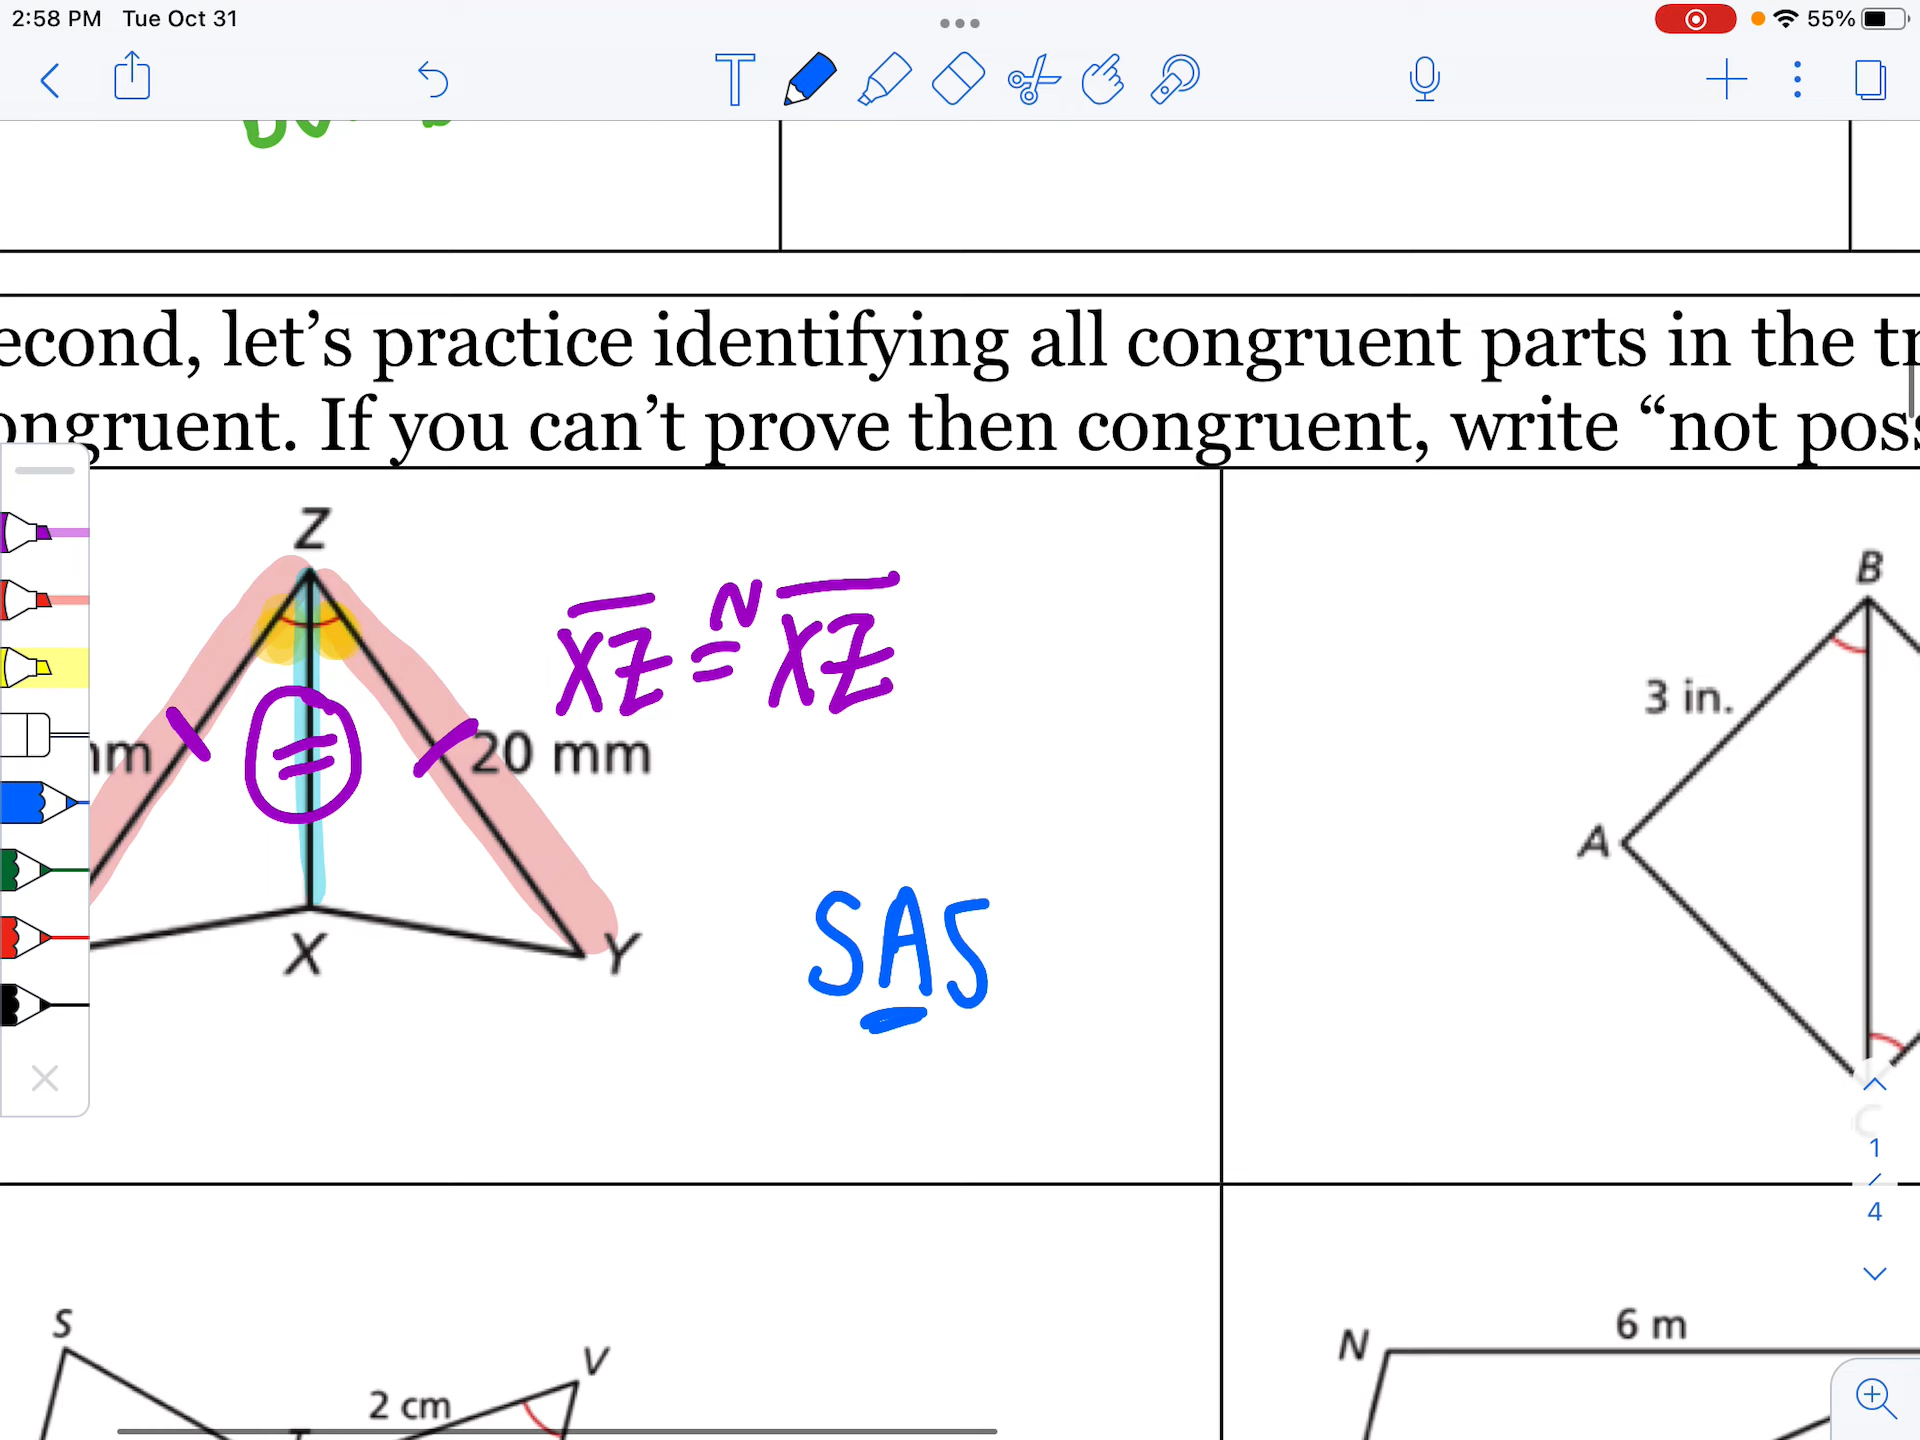 2:58 PM Tue Oct 31
55%
econd, let’s practice identifying all congruent parts in the tr
ongruent. If you can’t prove then congruent, write “not poss
Z
XZ ≅ XZ
mm
20 mm
X
Y
SAS
B
3 in.
A
C
1
/
4
S
V
2 cm
T
N
6 m